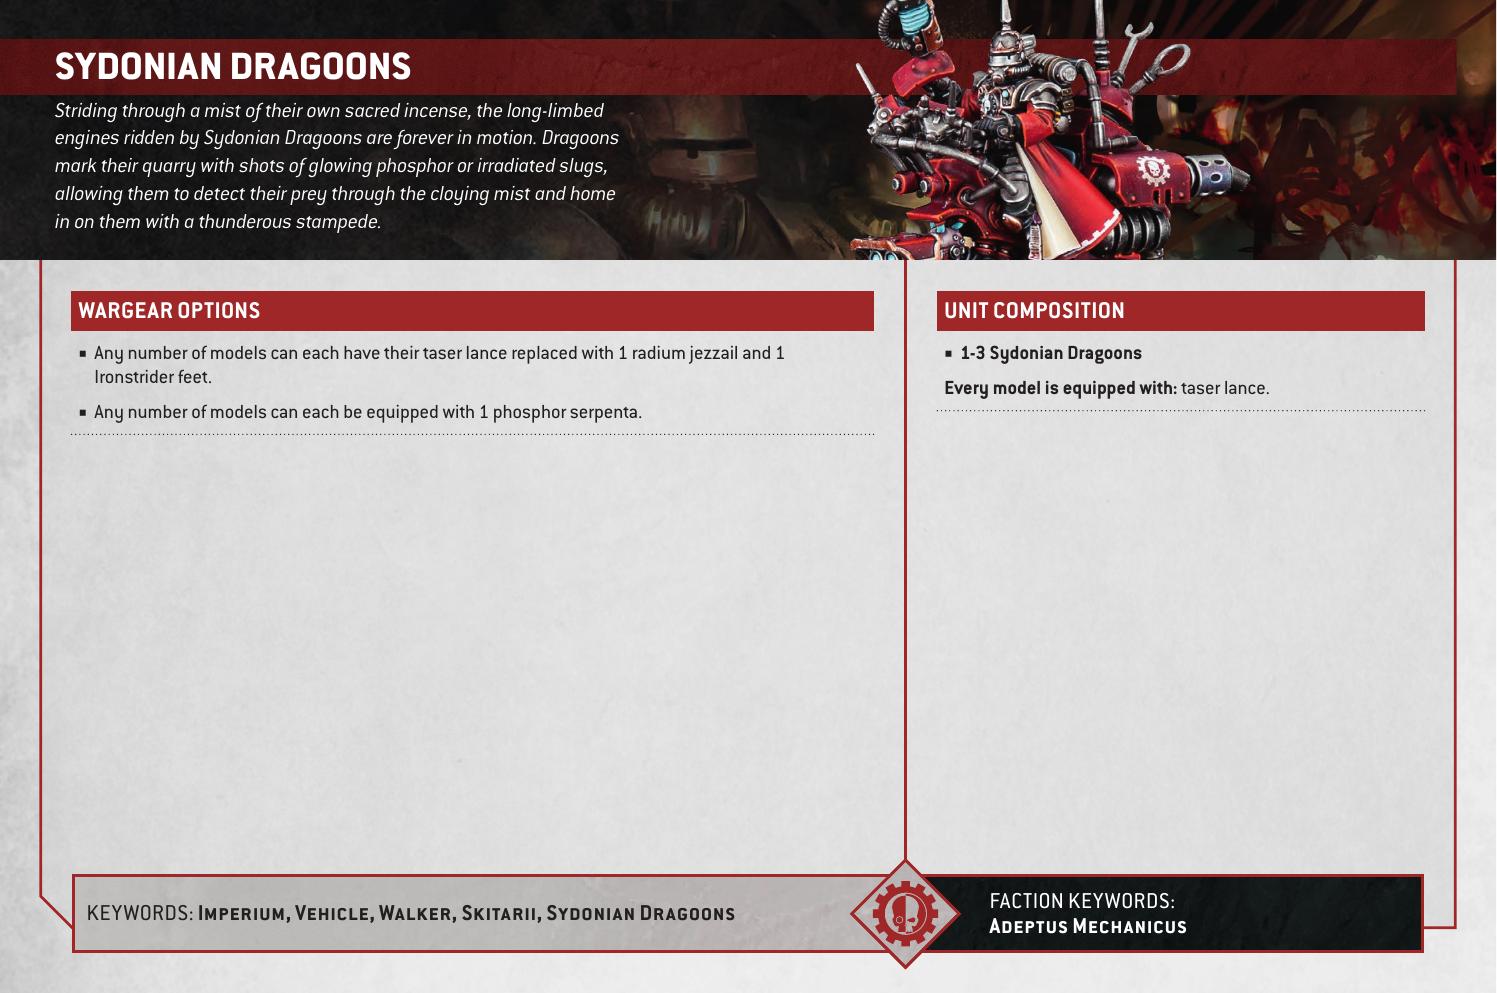 SYDONIAN DRAGOONS
Striding through a mist of their own sacred incense, the long-limbed
engines ridden by Sydonian Dragoons are forever in motion. Dragoons
mark their quarry with shots of glowing phosphor or irradiated slugs,
allowing them to detect their prey through the cloying mist and home
in on them with a thunderous stampede.
WARGEAR OPTIONS
■ Any number of models can each have their taser lance replaced with 1 radium jezzail and 1
Ironstrider feet.
■ Any number of models can each be equipped with 1 phosphor serpenta.
UNIT COMPOSITION
■ 1-3 Sydonian Dragoons
Every model is equipped with: taser lance.
KEYWORDS: Imperium, Vehicle, Walker, Skitarii, Sydonian Dragoons
FACTION KEYWORDS:
Adeptus Mechanicus